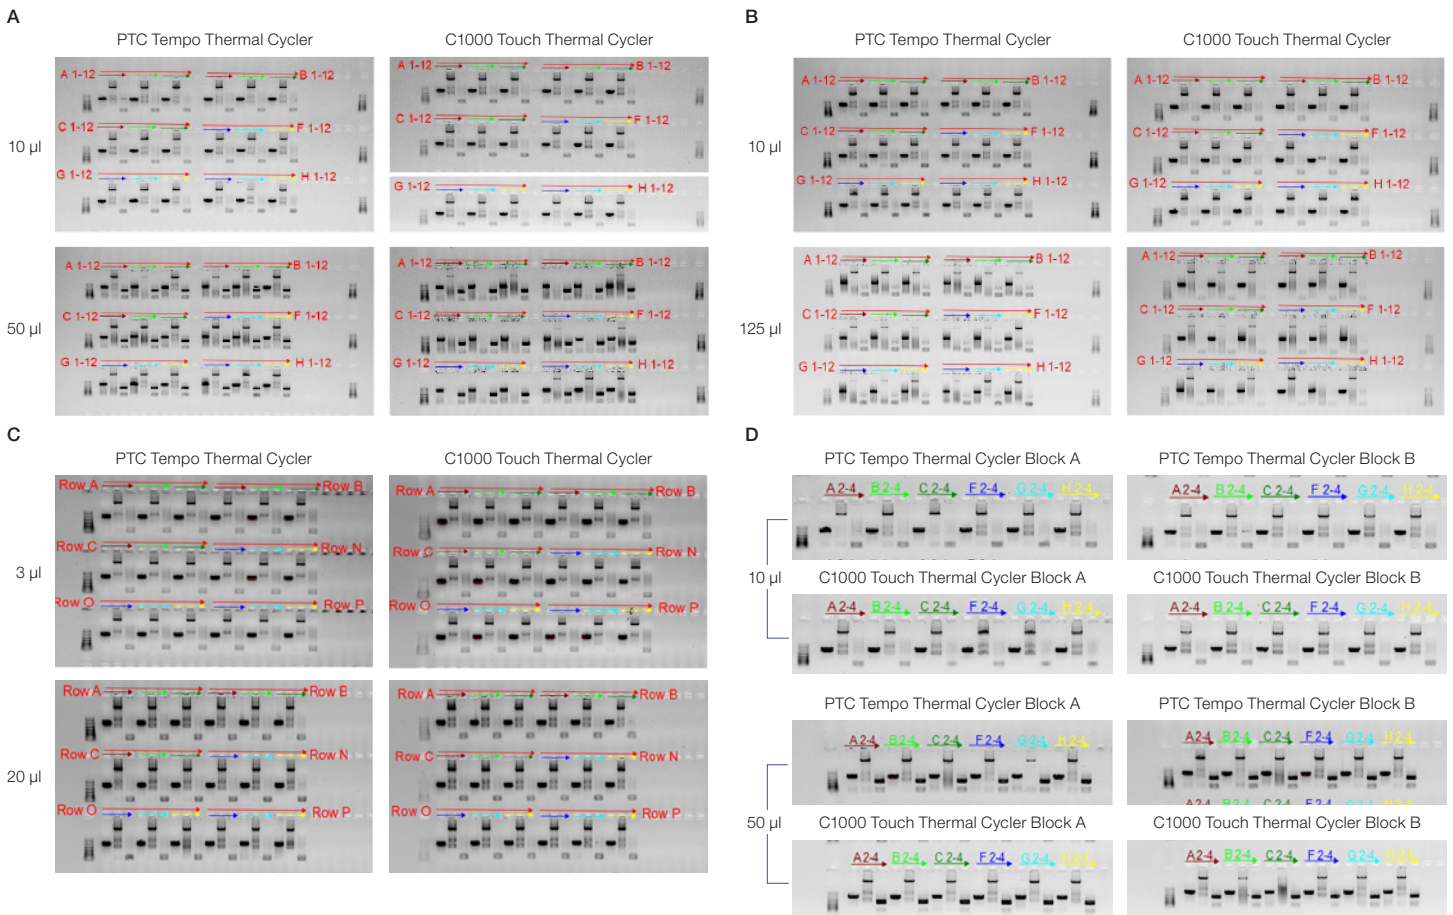 A
PTC Tempo Thermal Cycler
C1000 Touch Thermal Cycler
10 µl
A 1-12
B 1-12
C 1-12
F 1-12
G 1-12
H 1-12
A 1-12
B 1-12
C 1-12
F 1-12
G 1-12
H 1-12
50 µl
A 1-12
B 1-12
C 1-12
F 1-12
G 1-12
H 1-12
A 1-12
B 1-12
C 1-12
F 1-12
G 1-12
H 1-12
B
PTC Tempo Thermal Cycler
C1000 Touch Thermal Cycler
10 µl
A 1-12
B 1-12
C 1-12
F 1-12
G 1-12
H 1-12
A 1-12
B 1-12
C 1-12
F 1-12
G 1-12
H 1-12
125 µl
A 1-12
B 1-12
C 1-12
F 1-12
G 1-12
H 1-12
A 1-12
B 1-12
C 1-12
F 1-12
G 1-12
H 1-12
C
PTC Tempo Thermal Cycler
C1000 Touch Thermal Cycler
3 µl
Row A
Row B
Row C
Row N
Row O
Row P
Row A
Row B
Row C
Row N
Row O
Row P
20 µl
Row A
Row B
Row C
Row N
Row O
Row P
Row A
Row B
Row C
Row N
Row O
Row P
D
PTC Tempo Thermal Cycler Block A
PTC Tempo Thermal Cycler Block B
A 2-4 B 2-4 C 2-4 F 2-4 G 2-4 H 2-4
A 2-4 B 2-4 C 2-4 F 2-4 G 2-4 H 2-4
10 µl
C1000 Touch Thermal Cycler Block A
C1000 Touch Thermal Cycler Block B
A 2-4 B 2-4 C 2-4 F 2-4 G 2-4 H 2-4
A 2-4 B 2-4 C 2-4 F 2-4 G 2-4 H 2-4
PTC Tempo Thermal Cycler Block A
PTC Tempo Thermal Cycler Block B
A 2-4 B 2-4 C 2-4 F 2-4 G 2-4 H 2-4
A 2-4 B 2-4 C 2-4 F 2-4 G 2-4 H 2-4
50 µl
C1000 Touch Thermal Cycler Block A
C1000 Touch Thermal Cycler Block B
A 2-4 B 2-4 C 2-4 F 2-4 G 2-4 H 2-4
A 2-4 B 2-4 C 2-4 F 2-4 G 2-4 H 2-4